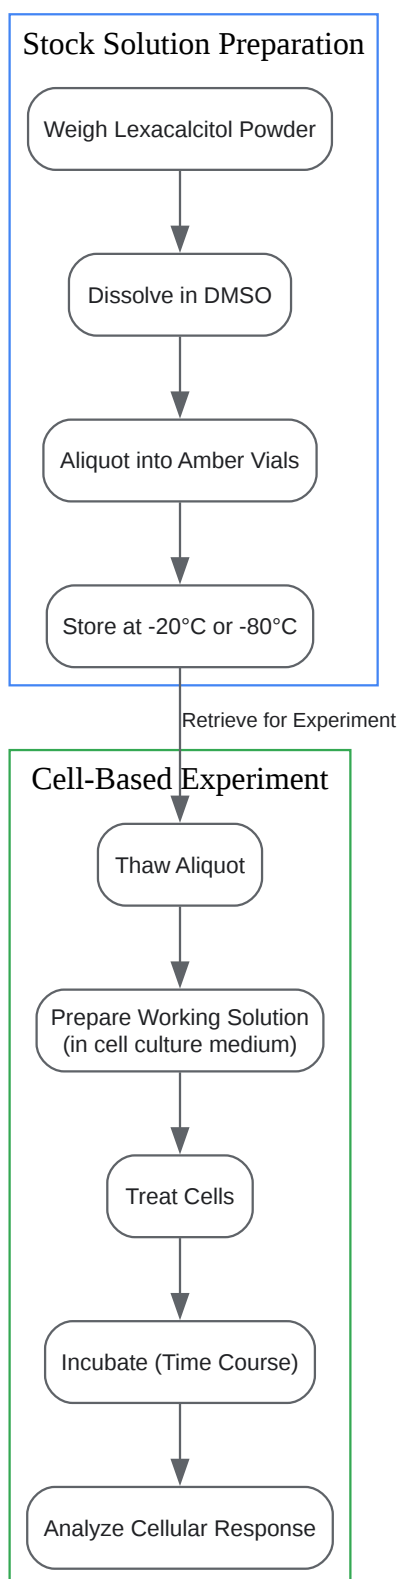 Stock Solution Preparation
Weigh Lexacalcitol Powder
Dissolve in DMSO
Aliquot into Amber Vials
Store at -20°C or -80°C
Retrieve for Experiment
Cell-Based Experiment
Thaw Aliquot
Prepare Working Solution
(in cell culture medium)
Treat Cells
Incubate (Time Course)
Analyze Cellular Response